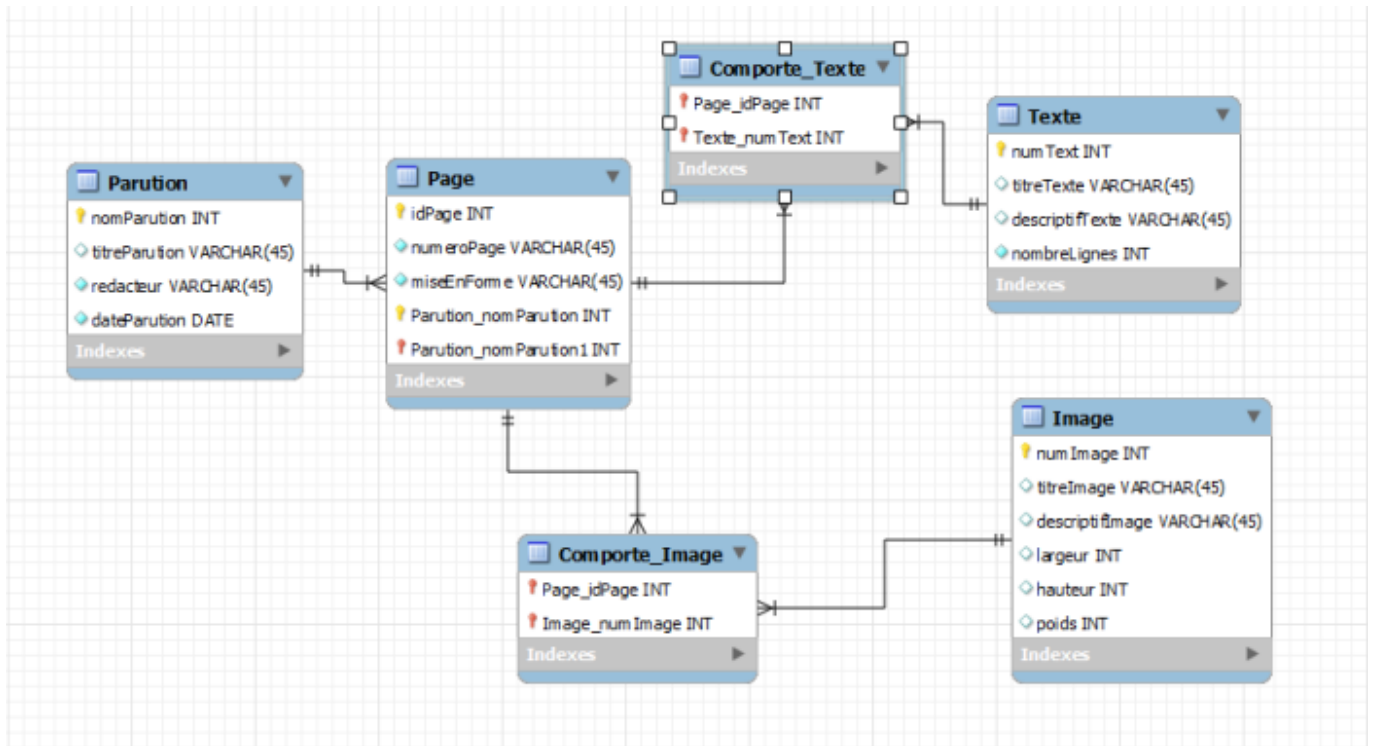 Parution
nomParution INT
titreParution VARCHAR(45)
redacteur VARCHAR(45)
dateParution DATE
Indexes
Page
idPage INT
numeroPage VARCHAR(45)
miseEnForme VARCHAR(45)
Parution_nomParution INT
Parution_nomParution1 INT
Indexes
Comporte_Texte
Page_idPage INT
Texte_numText INT
Indexes
Texte
numText INT
titreTexte VARCHAR(45)
descriptifTexte VARCHAR(45)
nombreLignes INT
Indexes
Comporte_Image
Page_idPage INT
Image_numImage INT
Indexes
Image
numImage INT
titreImage VARCHAR(45)
descriptifImage VARCHAR(45)
largeur INT
hauteur INT
poids INT
Indexes